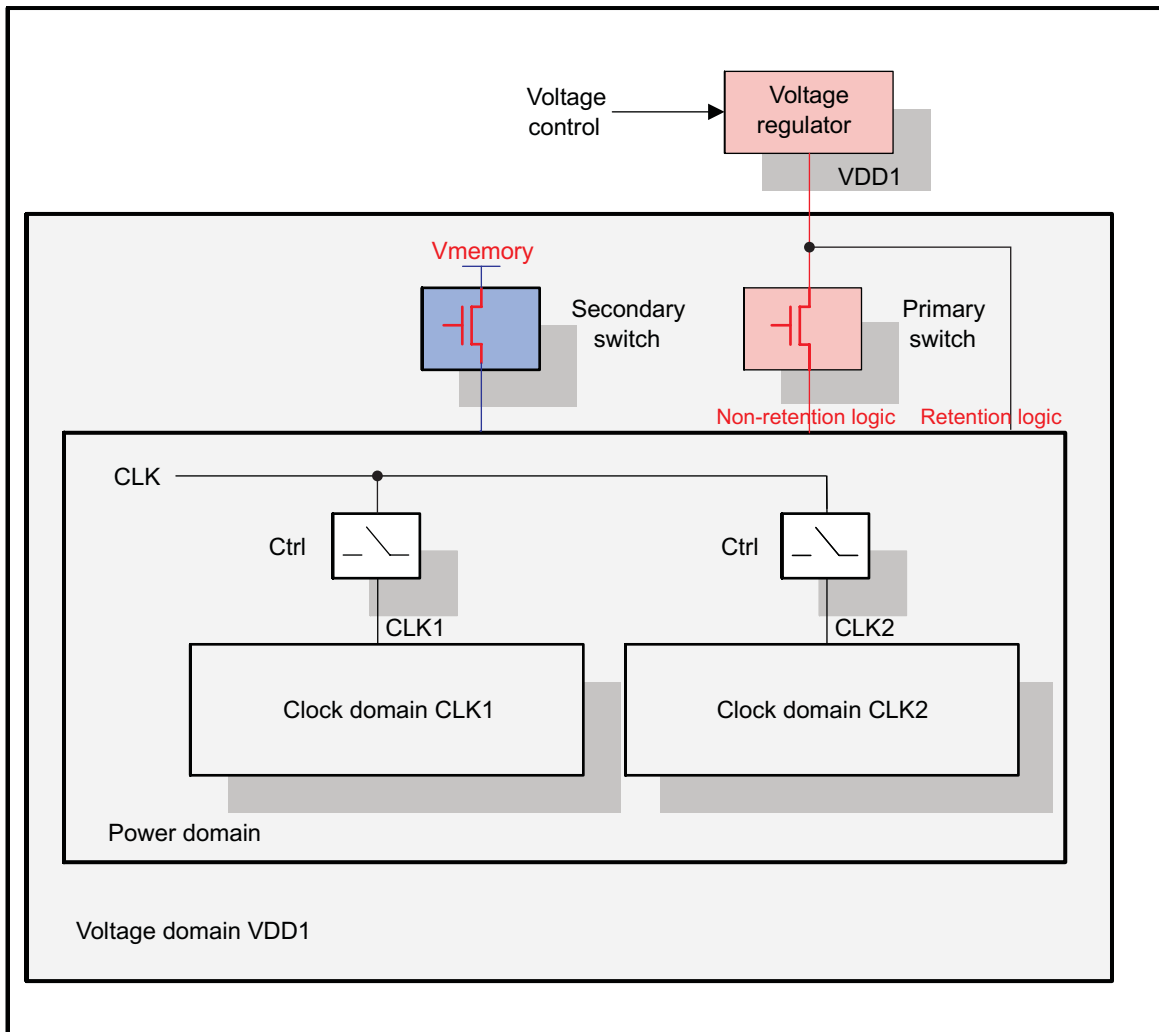 Voltage
control
Voltage
regulator
VDD1
Vmemory
Secondary
switch
Primary
switch
Non-retention logic
Retention logic
CLK
Ctrl
Ctrl
CLK1
CLK2
Clock domain CLK1
Clock domain CLK2
Power domain
Voltage domain VDD1